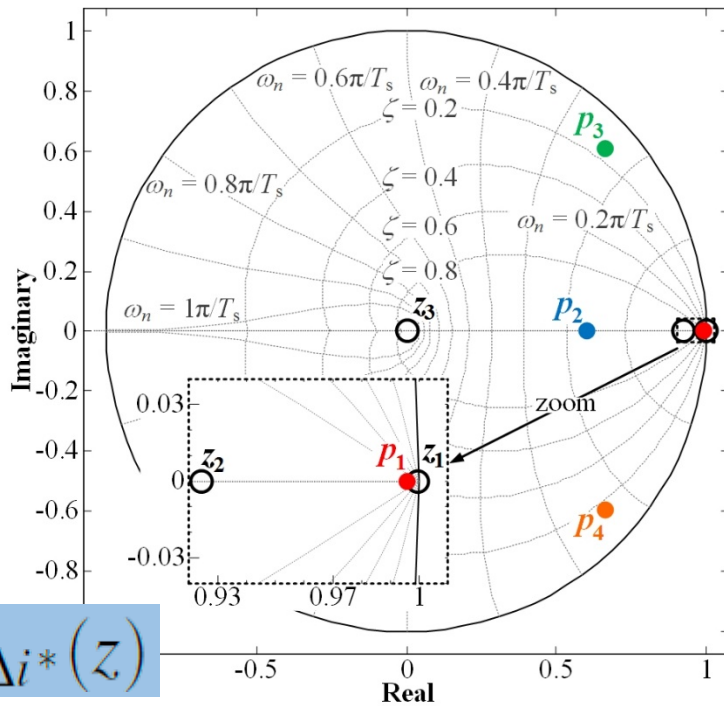 1
0.8
0.6
0.4
0.2
0
-0.2
-0.4
-0.6
-0.8
Imaginary
ωn = 0.6π/Ts
ωn = 0.4π/Ts
ζ = 0.2
p3
ωn = 0.8π/Ts
ζ = 0.4
ζ = 0.6
ωn = 0.2π/Ts
ζ = 0.8
ωn = 1π/Ts
z3
p2
zoom
0.03
0
-0.03
z2
p1
z1
0.93
0.97
1
p4
Δi*(z)
-0.5
0
0.5
1
Real